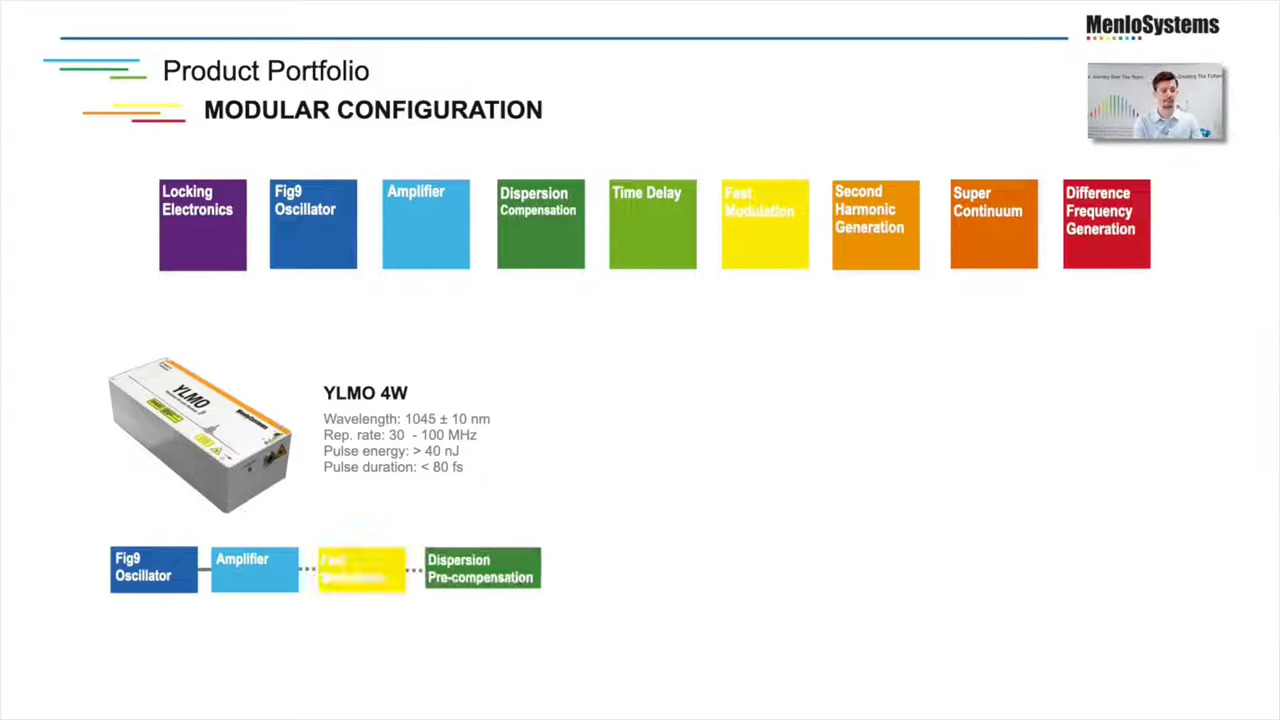 MenloSystems
Product Portfolio
MODULAR CONFIGURATION
Locking
Electronics
Fig9
Oscillator
Amplifier
Dispersion
Compensation
Time Delay
Fast
Modulation
Second
Harmonic
Generation
Super
Continuum
Difference
Frequency
Generation
YLMO
MenloSystems
YLMO 4W
Wavelength: 1045 ± 10 nm
Rep. rate: 30 - 100 MHz
Pulse energy: > 40 nJ
Pulse duration: < 80 fs
Fig9
Oscillator
Amplifier
Fast
Dispersion
Pre-compensation